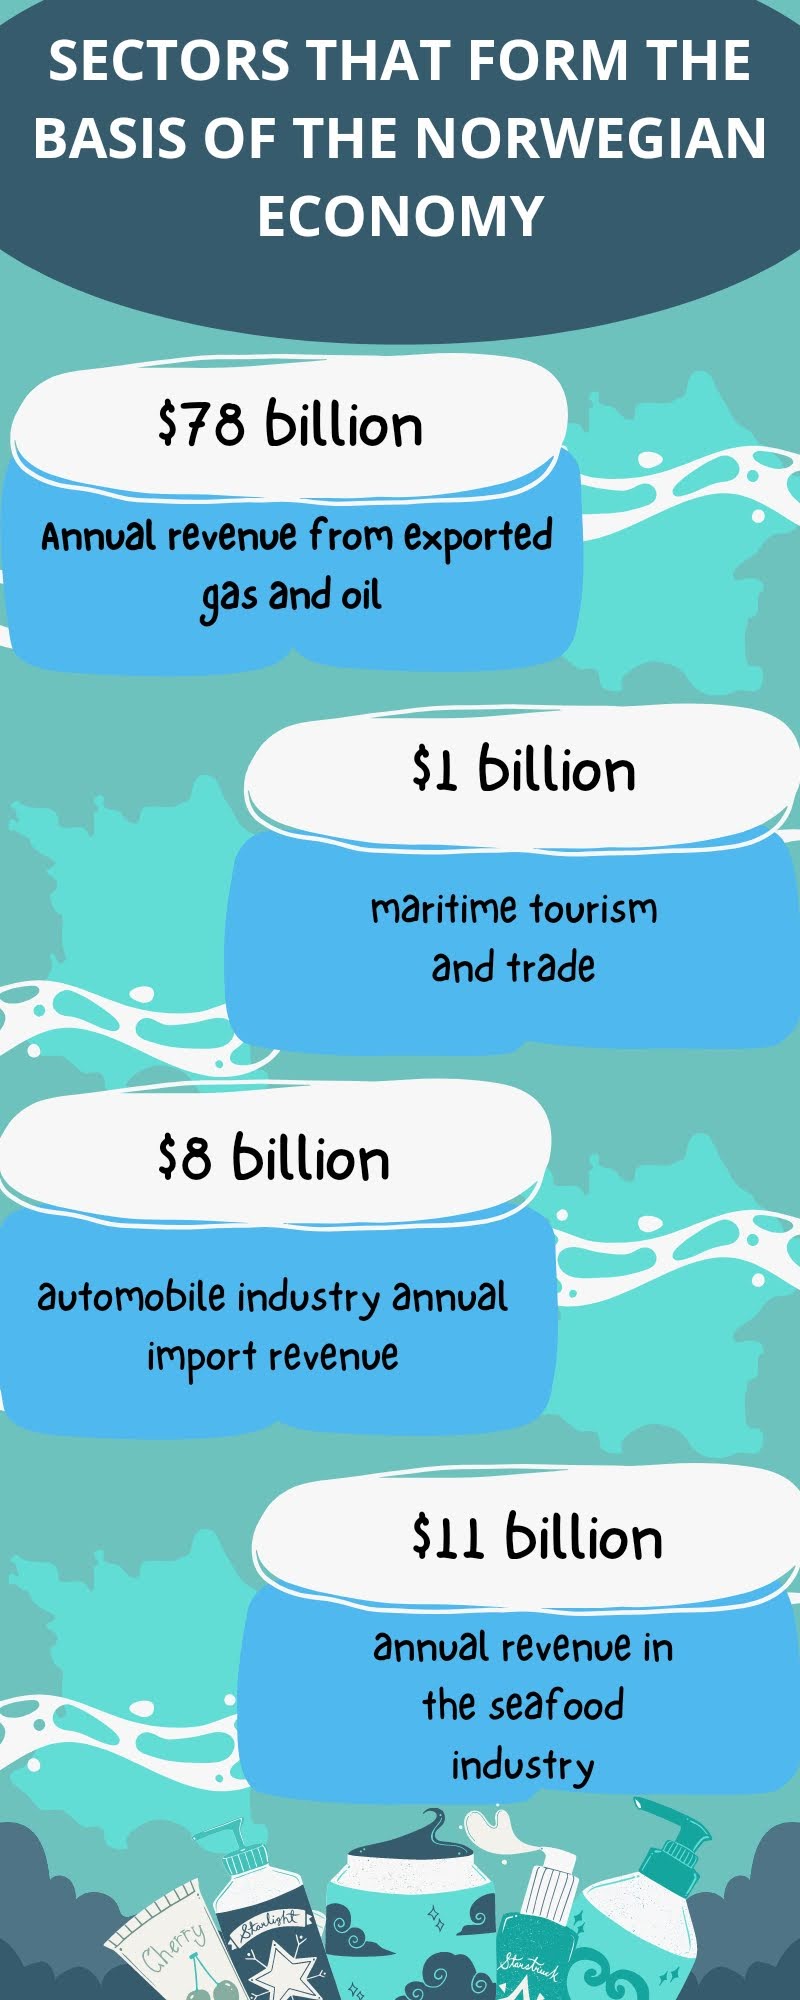 SECTORS THAT FORM THE
BASIS OF THE NORWEGIAN
ECONOMY
$78 billion
Annual revenue from exported
gas and oil
$1 billion
maritime tourism
and trade
$8 billion
automobile industry annual
import revenue
$11 billion
annual revenue in
the seafood
industry
Cherry
Starlight
Starstruck